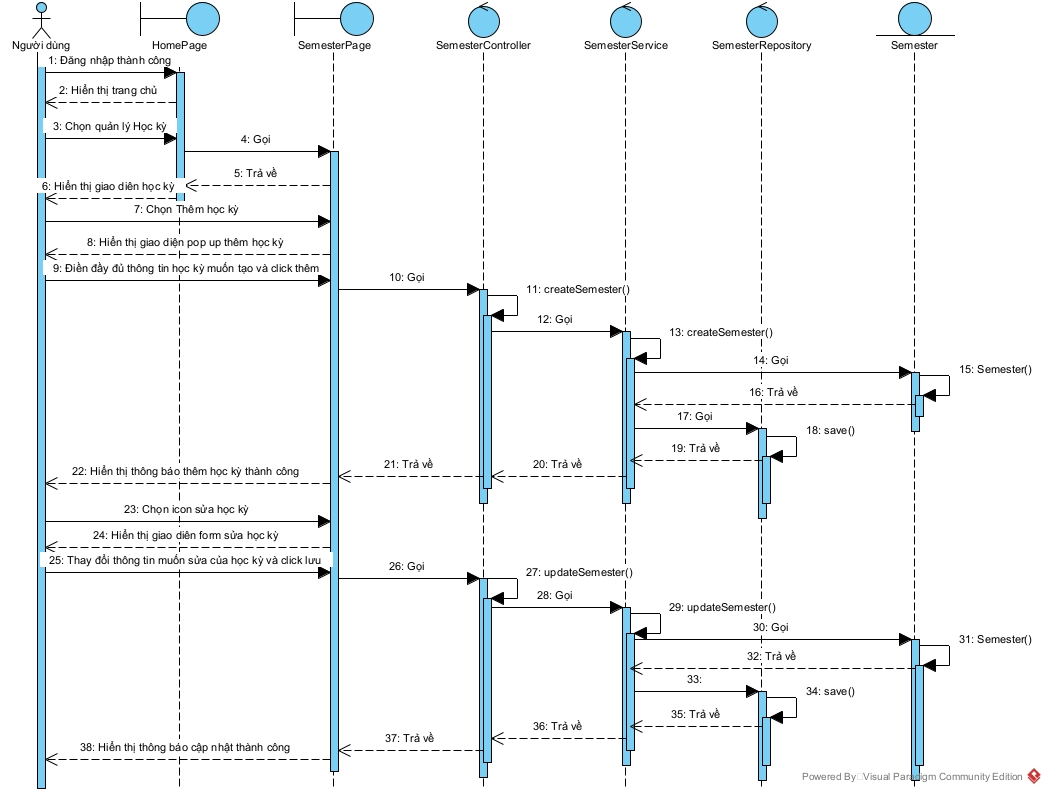 Người dùng
HomePage
SemesterPage
SemesterController
SemesterService
SemesterRepository
Semester
1: Đăng nhập thành công
2: Hiển thị trang chủ
3: Chọn quản lý Học kỳ
4: Gọi
5: Trả về
6: Hiển thị giao diên học kỳ
7: Chọn Thêm học kỳ
8: Hiển thị giao diện pop up thêm học kỳ
9: Điền đầy đủ thông tin học kỳ muốn tạo và click thêm
10: Gọi
11: createSemester()
12: Gọi
13: createSemester()
14: Gọi
15: Semester()
16: Trả về
17: Gọi
18: save()
19: Trả về
20: Trả về
21: Trả về
22: Hiển thị thông báo thêm học kỳ thành công
23: Chọn icon sửa học kỳ
24: Hiển thị giao diên form sửa học kỳ
25: Thay đổi thông tin muốn sửa của học kỳ và click lưu
26: Gọi
27: updateSemester()
28: Gọi
29: updateSemester()
30: Gọi
31: Semester()
32: Trả về
33:
34: save()
35: Trả về
36: Trả về
37: Trả về
38: Hiển thị thông báo cập nhật thành công
Powered By Visual Paradigm Community Edition